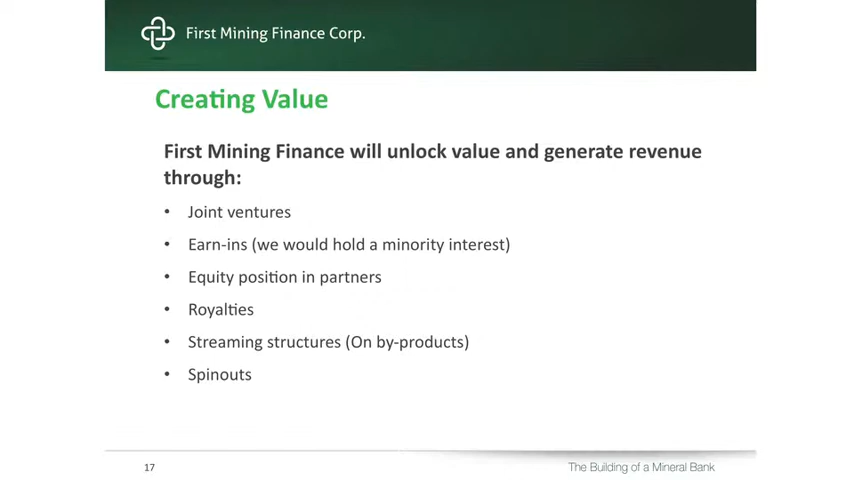 First Mining Finance Corp.
Creating Value
First Mining Finance will unlock value and generate revenue
through:
• Joint ventures
• Earn-ins (we would hold a minority interest)
• Equity position in partners
• Royalties
• Streaming structures (On by-products)
• Spinouts
17
The Building of a Mineral Bank